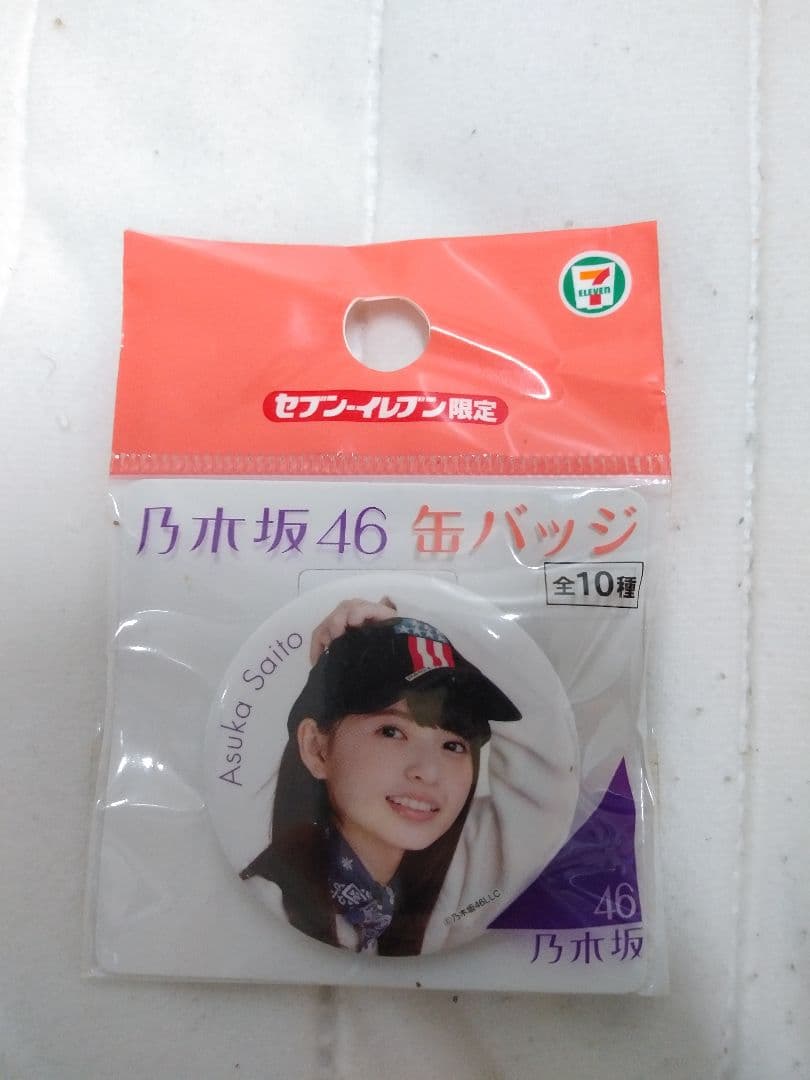 7
ELEVEn
セブン-イレブン限定
乃木坂46 缶バッジ
全10種
Asuka Saito
©乃木坂46LLC
46
乃木坂